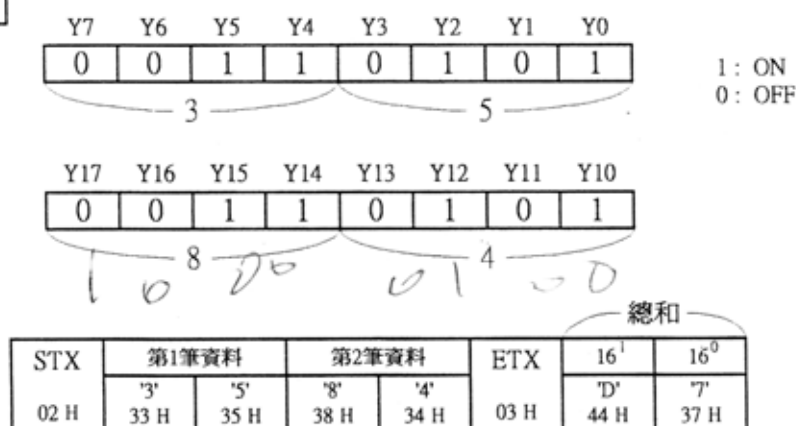 Y7 Y6 Y5 Y4 Y3 Y2 Y1 Y0
0 0 1 1 0 1 0 1
1 : ON
0 : OFF
3 5
Y17 Y16 Y15 Y14 Y13 Y12 Y11 Y10
0 0 1 1 0 1 0 1
8 4
1 0 0 0 0 1 0 0
總和
STX 第1筆資料 第2筆資料 ETX 16¹ 16⁰
'3' '5' '8' '4' 'D' '7'
02 H 33 H 35 H 38 H 34 H 03 H 44 H 37 H